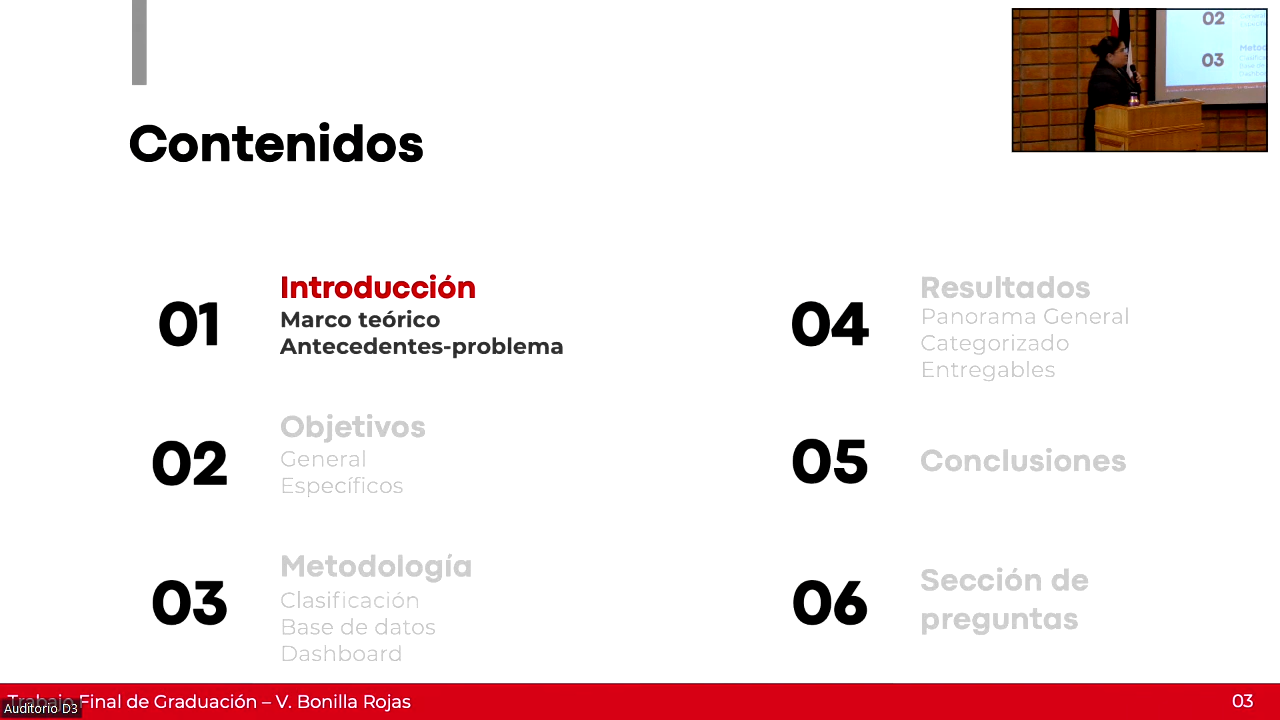 Contenidos
01
Introducción
Marco teórico
Antecedentes-problema
02
Objetivos
General
Específicos
03
Metodología
Clasificación
Base de datos
Dashboard
04
Resultados
Panorama General
Categorizado
Entregables
05
Conclusiones
06
Sección de
preguntas
02
03
Trabajo Final de Graduación – V. Bonilla Rojas
03
Auditorio D3